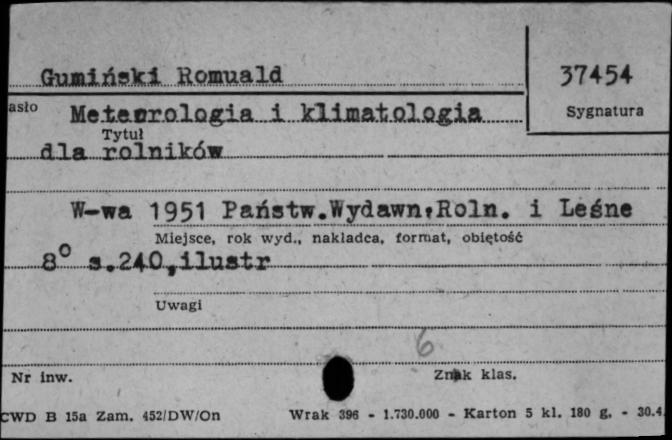 Gumiński Romuald
37454
asło
Meteorologia i klimatologia
Sygnatura
Tytuł
dla rolników
W-wa 1951 Państw.Wydawn.Roln. i Leśne
Miejsce, rok wyd., nakładca, format, objętość
8° s.240,ilustr
Uwagi
6
Nr inw.
Znak klas.
CWD B 15a Zam. 452/DW/On
Wrak 396 - 1.730.000 - Karton 5 kl. 180 g. - 30.4.